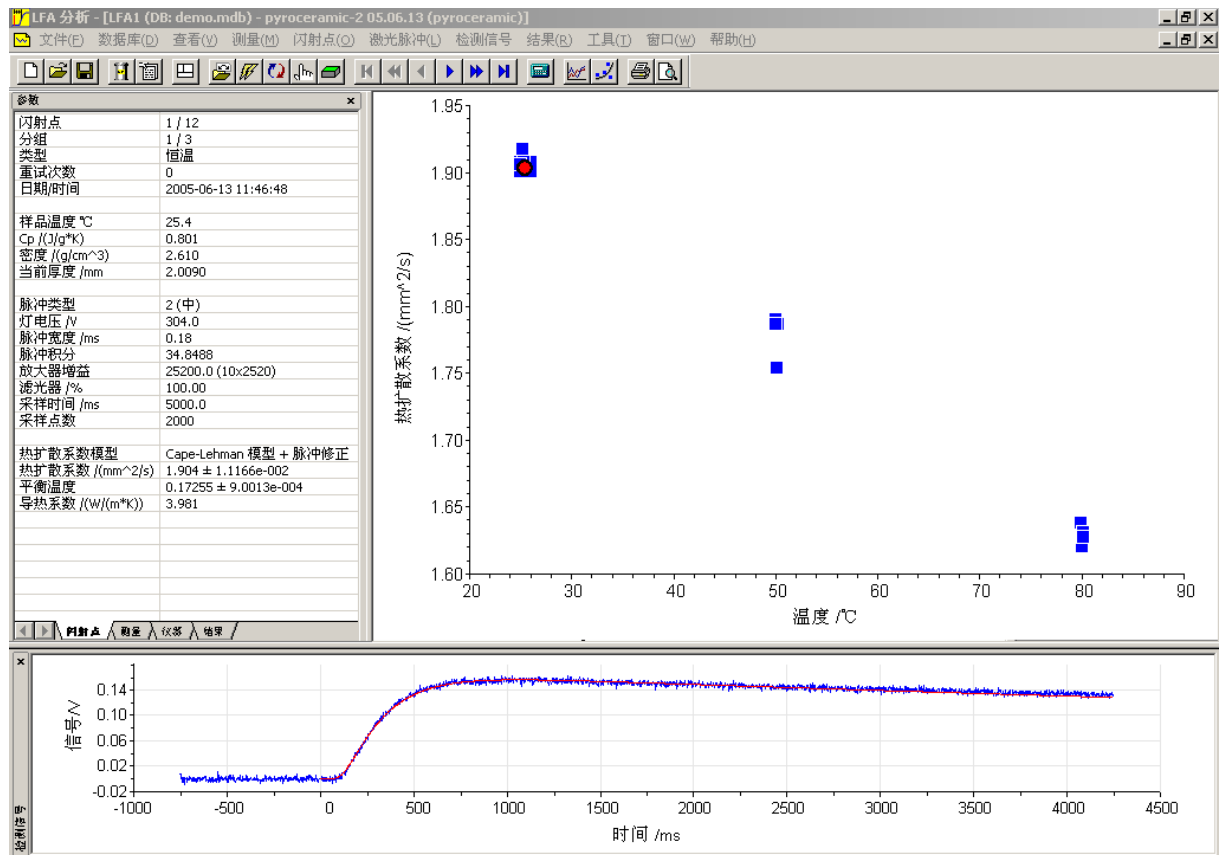 LFA 分析 - [LFA1 (DB: demo.mdb) - pyroceramic-2 05.06.13 (pyroceramic)]
文件(F) 数据库(D) 查看(V) 测量(M) 闪射点(O) 激光脉冲(L) 检测信号 结果(R) 工具(T) 窗口(W) 帮助(H)
参数
闪射点 1 / 12
分组 1 / 3
类型 恒温
重试次数 0
日期/时间 2005-06-13 11:46:48
样品温度 ℃ 25.4
Cp /(J/g*K) 0.801
密度 /(g/cm^3) 2.610
当前厚度 /mm 2.0090
脉冲类型 2 (中)
灯电压 /V 304.0
脉冲宽度 /ms 0.18
脉冲积分 34.8488
放大器增益 25200.0 (10x2520)
滤光器 /% 100.00
采样时间 /ms 5000.0
采样点数 2000
热扩散系数模型 Cape-Lehman 模型 + 脉冲修正
热扩散系数 /(mm^2/s) 1.904 ± 1.1166e-002
平衡温度 0.17255 ± 9.0013e-004
导热系数 /(W/(m*K)) 3.981
闪射点 测量 仪器 结果
热扩散系数 /(mm^2/s)
1.95
1.90
1.85
1.80
1.75
1.70
1.65
1.60
20 30 40 50 60 70 80 90
温度 /℃
检测信号
信号/V
0.14
0.10
0.06
0.02
-0.02
-1000 -500 0 500 1000 1500 2000 2500 3000 3500 4000 4500
时间 /ms